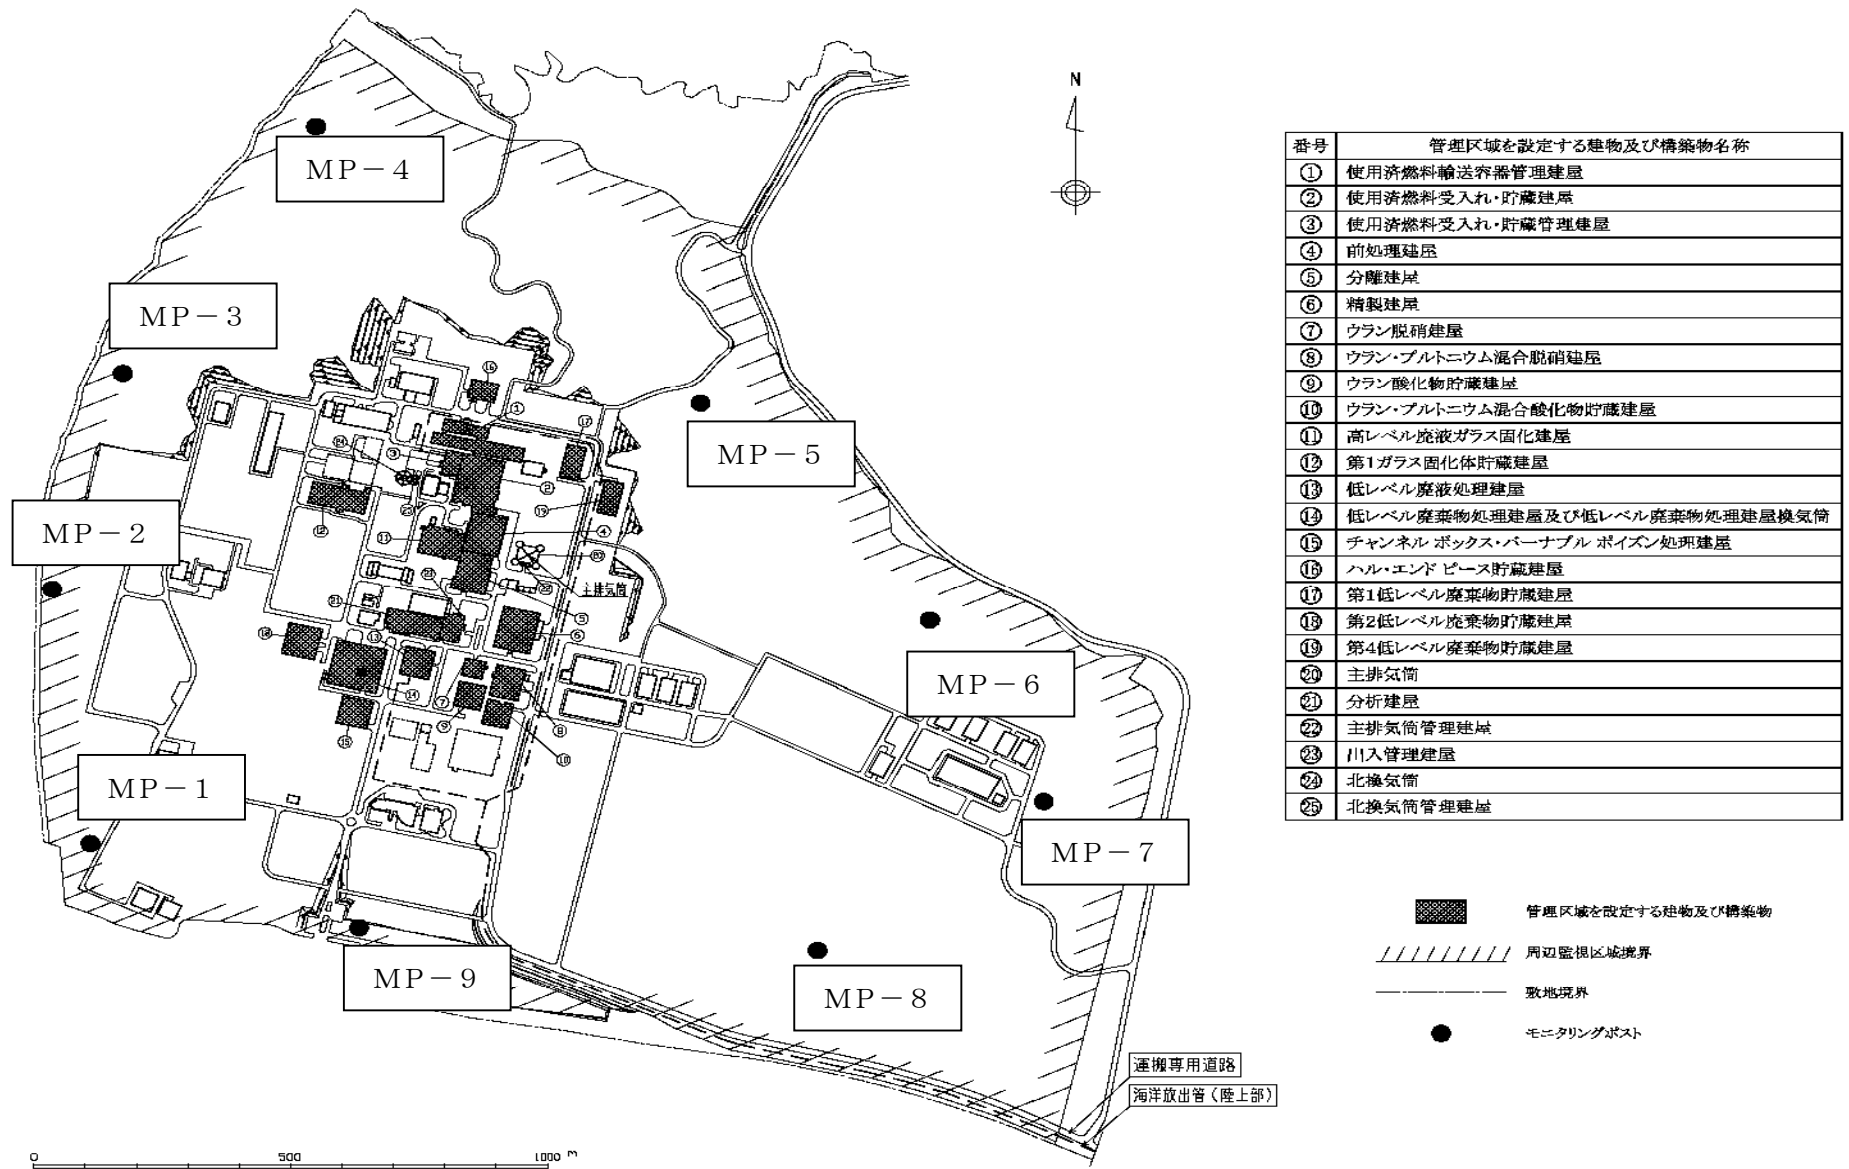 N
MP－4
MP－3
MP－5
MP－2
主排気筒
MP－6
MP－1
MP－7
MP－9
MP－8
運搬専用道路
海洋放出管(陸上部)
0 500 1000 m
番号 管理区域を設定する建物及び構築物名称
① 使用済燃料輸送容器管理建屋
② 使用済燃料受入れ・貯蔵建屋
③ 使用済燃料受入れ・貯蔵管理建屋
④ 前処理建屋
⑤ 分離建屋
⑥ 精製建屋
⑦ ウラン脱硝建屋
⑧ ウラン・プルトニウム混合脱硝建屋
⑨ ウラン酸化物貯蔵建屋
⑩ ウラン・プルトニウム混合酸化物貯蔵建屋
⑪ 高レベル廃液ガラス固化建屋
⑫ 第1ガラス固化体貯蔵建屋
⑬ 低レベル廃液処理建屋
⑭ 低レベル廃棄物処理建屋及び低レベル廃棄物処理建屋換気筒
⑮ チャンネル ボックス・バーナブル ポイズン処理建屋
⑯ ハル・エンド ピース貯蔵建屋
⑰ 第1低レベル廃棄物貯蔵建屋
⑱ 第2低レベル廃棄物貯蔵建屋
⑲ 第4低レベル廃棄物貯蔵建屋
⑳ 主排気筒
㉑ 分析建屋
㉒ 主排気筒管理建屋
㉓ 出入管理建屋
㉔ 北換気筒
㉕ 北換気筒管理建屋
管理区域を設定する建物及び構築物
周辺監視区域境界
敷地境界
モニタリングポスト